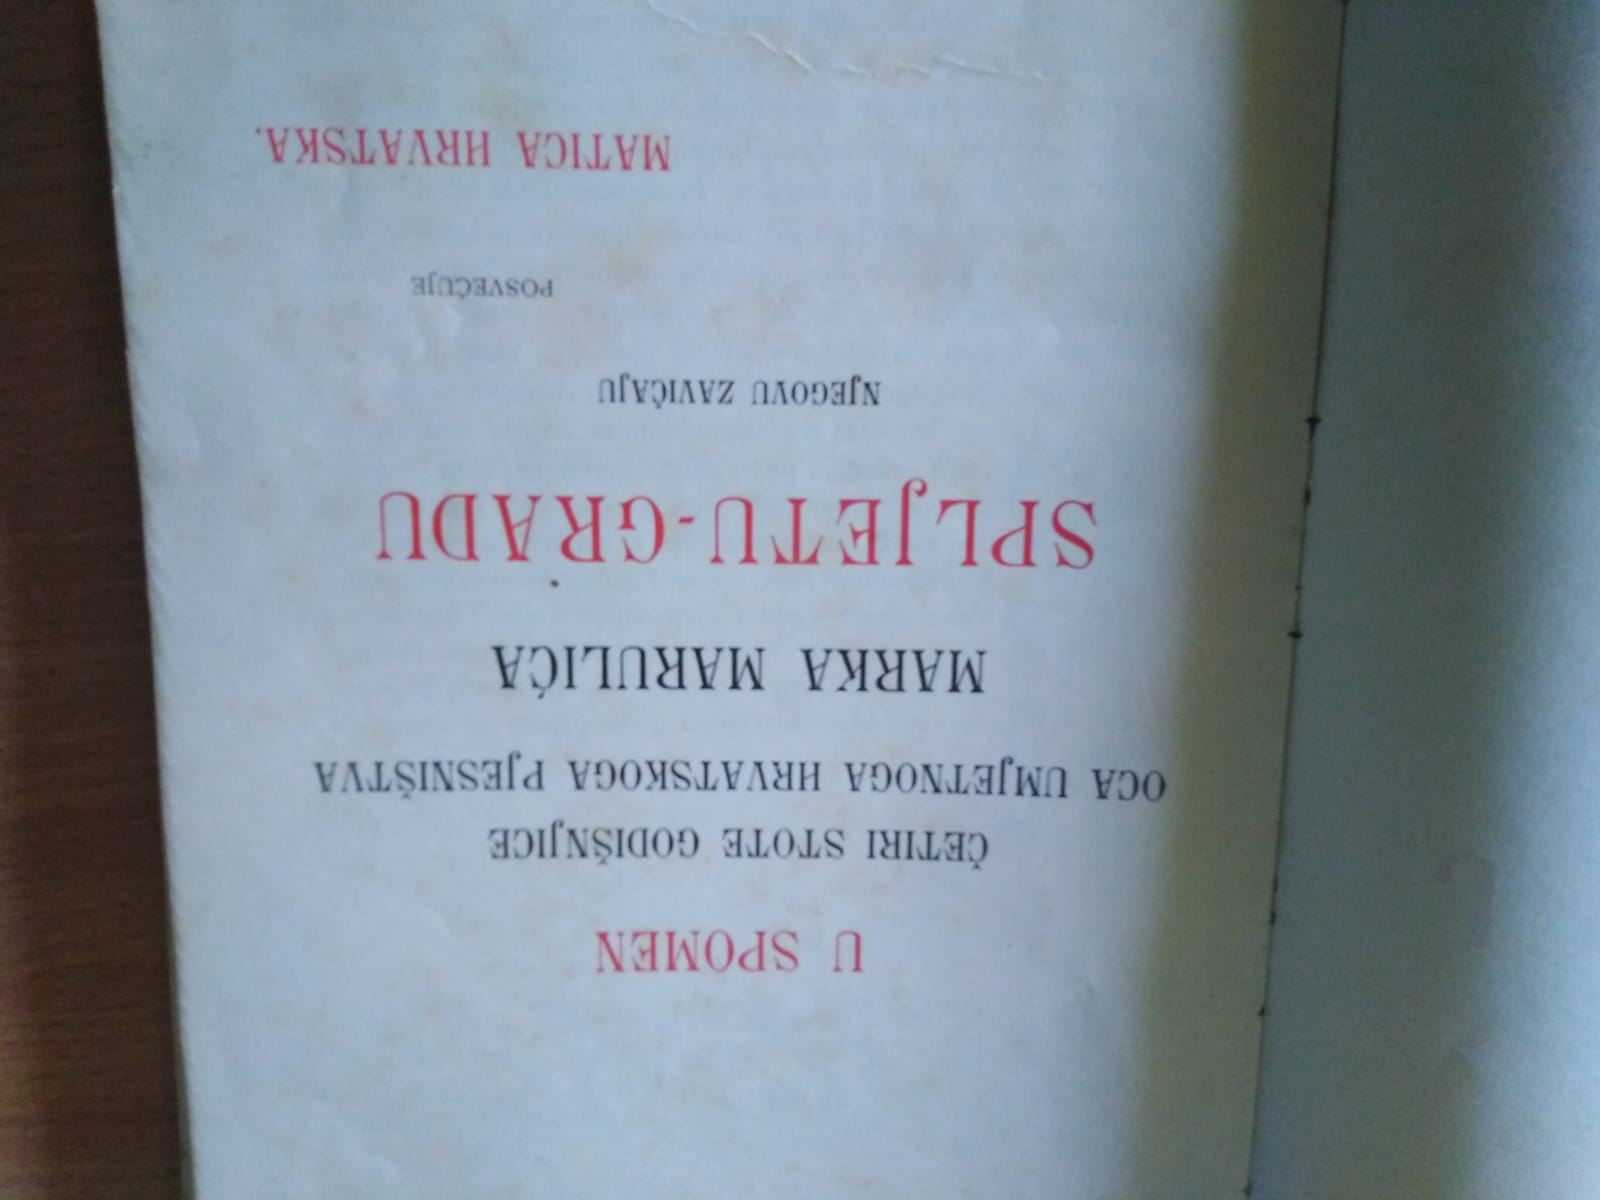 U SPOMEN
ČETIRI STOTE GODIŠNJICE
OCA UMJETNOGA HRVATSKOGA PJESNIŠTVA
MARKA MARULIĆA
SPLJETU-GRADU
NJEGOVU ZAVIČAJU
POSVEĆUJE
MATICA HRVATSKA.